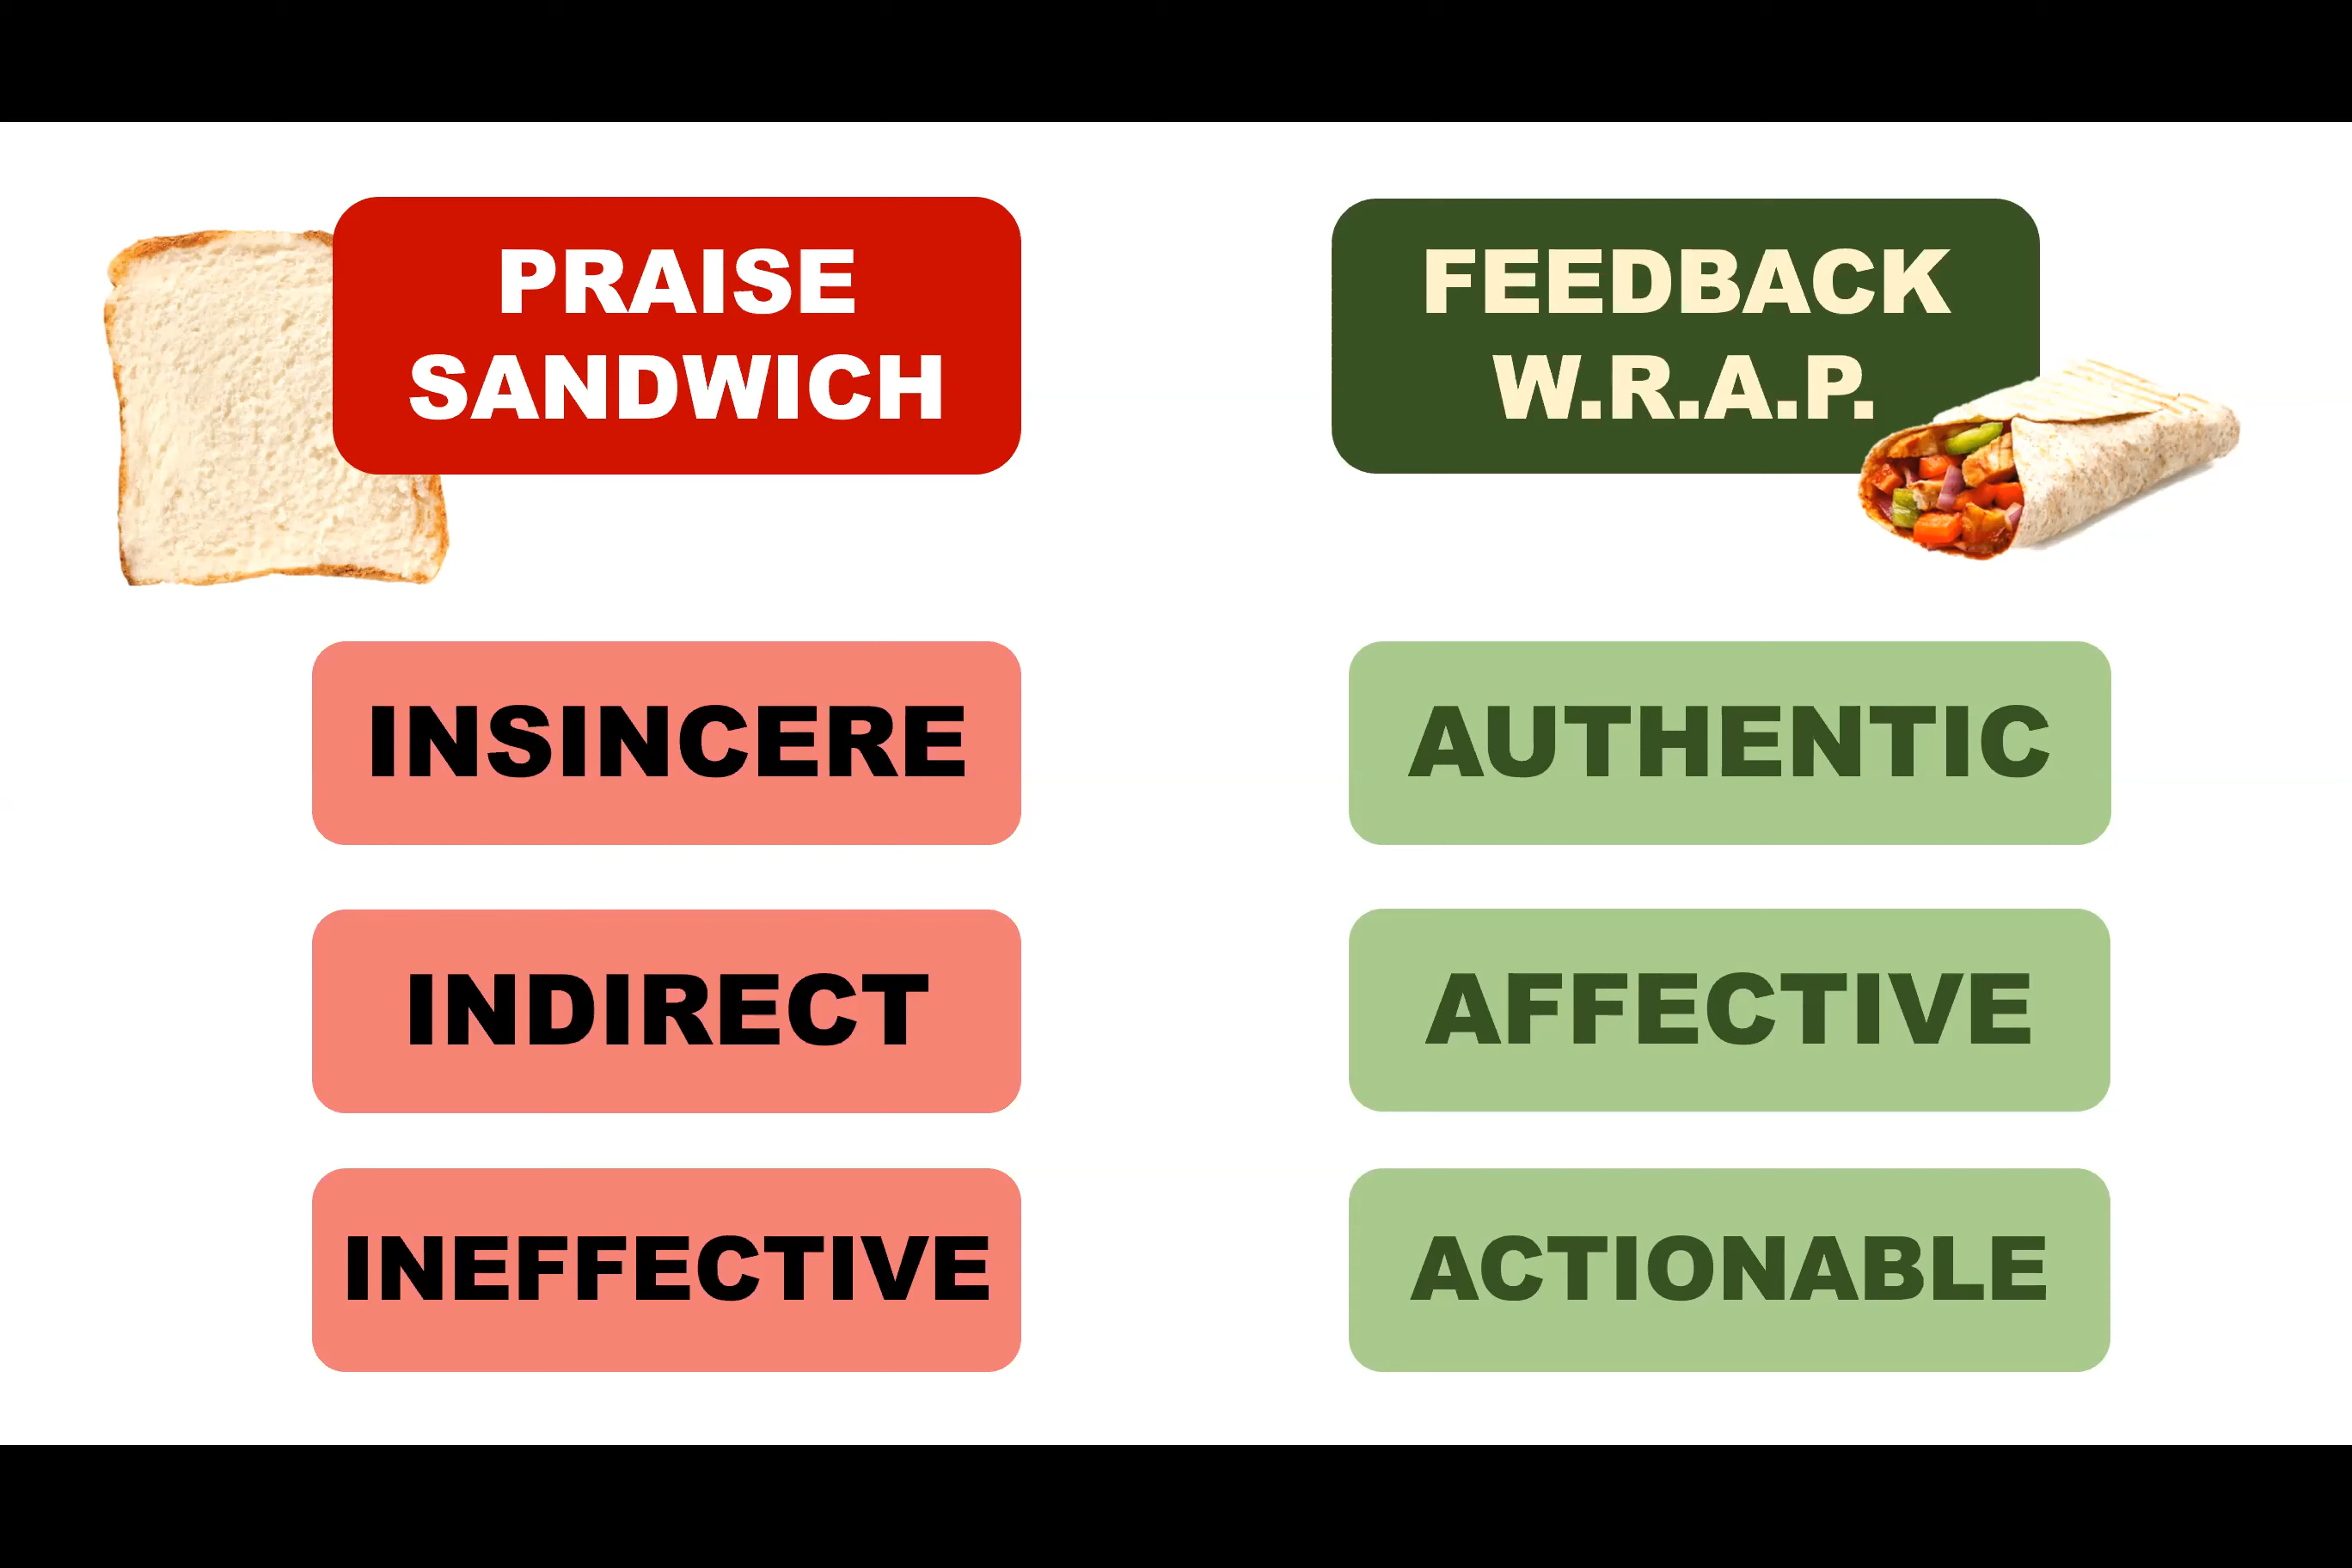 PRAISE
SANDWICH
FEEDBACK
W.R.A.P.
INSINCERE
AUTHENTIC
INDIRECT
AFFECTIVE
INEFFECTIVE
ACTIONABLE